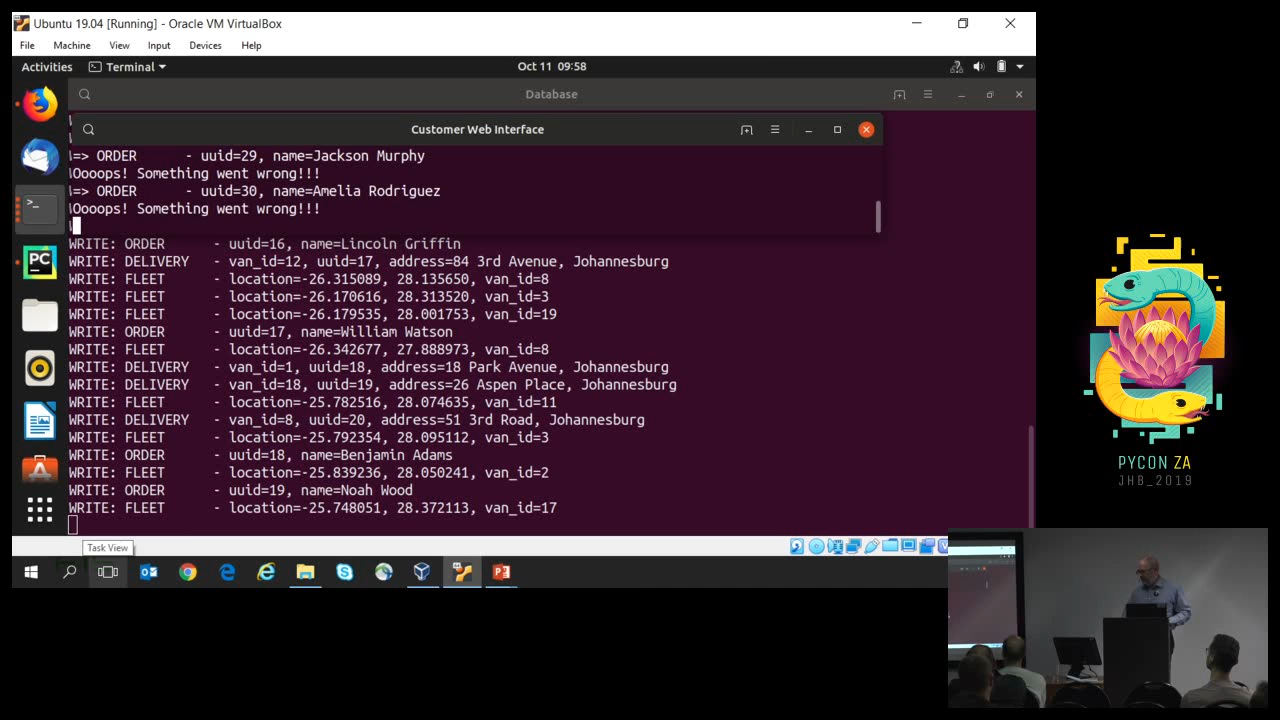 Ubuntu 19.04 [Running] - Oracle VM VirtualBox
File Machine View Input Devices Help
Activities Terminal Oct 11 09:58
Database
Customer Web Interface
=> ORDER - uuid=29, name=Jackson Murphy
Oooops! Something went wrong!!!
=> ORDER - uuid=30, name=Amelia Rodriguez
Oooops! Something went wrong!!!
WRITE: ORDER - uuid=16, name=Lincoln Griffin
WRITE: DELIVERY - van_id=12, uuid=17, address=84 3rd Avenue, Johannesburg
WRITE: FLEET - location=-26.315089, 28.135650, van_id=8
WRITE: FLEET - location=-26.170616, 28.313520, van_id=3
WRITE: FLEET - location=-26.179535, 28.001753, van_id=19
WRITE: ORDER - uuid=17, name=William Watson
WRITE: FLEET - location=-26.342677, 27.888973, van_id=8
WRITE: DELIVERY - van_id=1, uuid=18, address=18 Park Avenue, Johannesburg
WRITE: DELIVERY - van_id=18, uuid=19, address=26 Aspen Place, Johannesburg
WRITE: FLEET - location=-25.782516, 28.074635, van_id=11
WRITE: DELIVERY - van_id=8, uuid=20, address=51 3rd Road, Johannesburg
WRITE: FLEET - location=-25.792354, 28.095112, van_id=3
WRITE: ORDER - uuid=18, name=Benjamin Adams
WRITE: FLEET - location=-25.839236, 28.050241, van_id=2
WRITE: ORDER - uuid=19, name=Noah Wood
WRITE: FLEET - location=-25.748051, 28.372113, van_id=17
Task View
PYCON ZA
JHB_2019